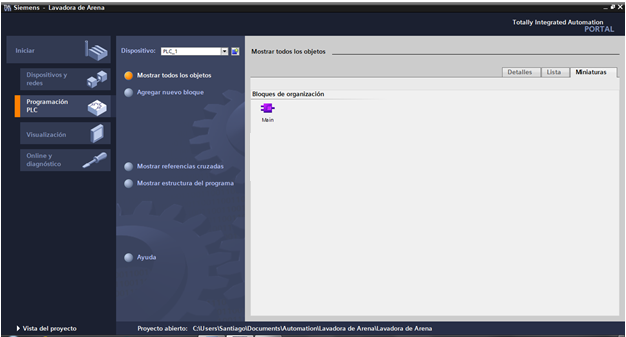 Siemens - Lavadora de Arena
Totally Integrated Automation
PORTAL
Iniciar
Dispositivos y
redes
Programación
PLC
Visualización
Online y
diagnóstico
Dispositivo: PLC_1
Mostrar todos los objetos
Agregar nuevo bloque
Mostrar referencias cruzadas
Mostrar estructura del programa
Ayuda
Mostrar todos los objetos
Detalles Lista Miniaturas
Bloques de organización
Main
Vista del proyecto
Proyecto abierto: C:\Users\Santiago\Documents\Automation\Lavadora de Arena\Lavadora de Arena